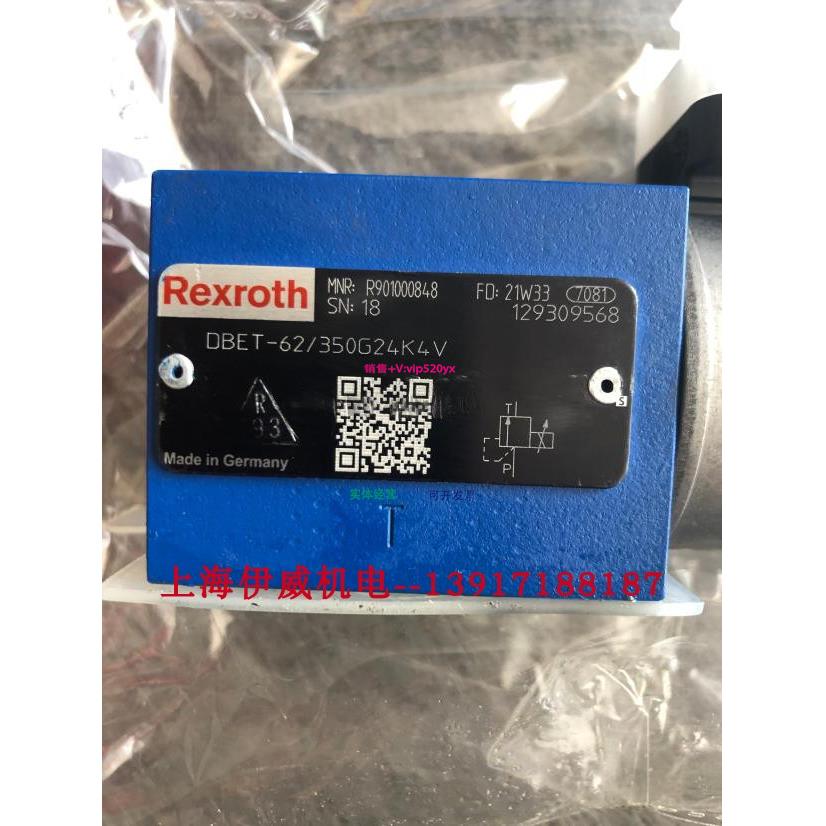 Rexroth
MNR: R901000848 FD: 21W33 7081
SN: 18 129309568
DBET-62/350G24K4V
销售+V:vip520yx
R
93
T
P
S
Made in Germany
实体经营 可开发票
T
上海伊威机电--13917188187